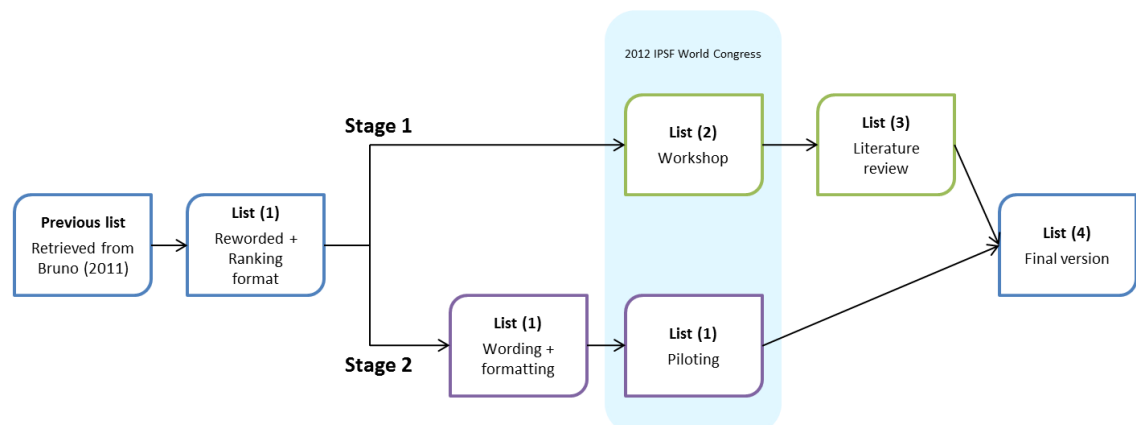 2012 IPSF World Congress
Stage 1
List (2)
Workshop
List (3)
Literature
review
Previous list
Retrieved from
Bruno (2011)
List (1)
Reworded +
Ranking
format
List (4)
Final version
Stage 2
List (1)
Wording +
formatting
List (1)
Piloting